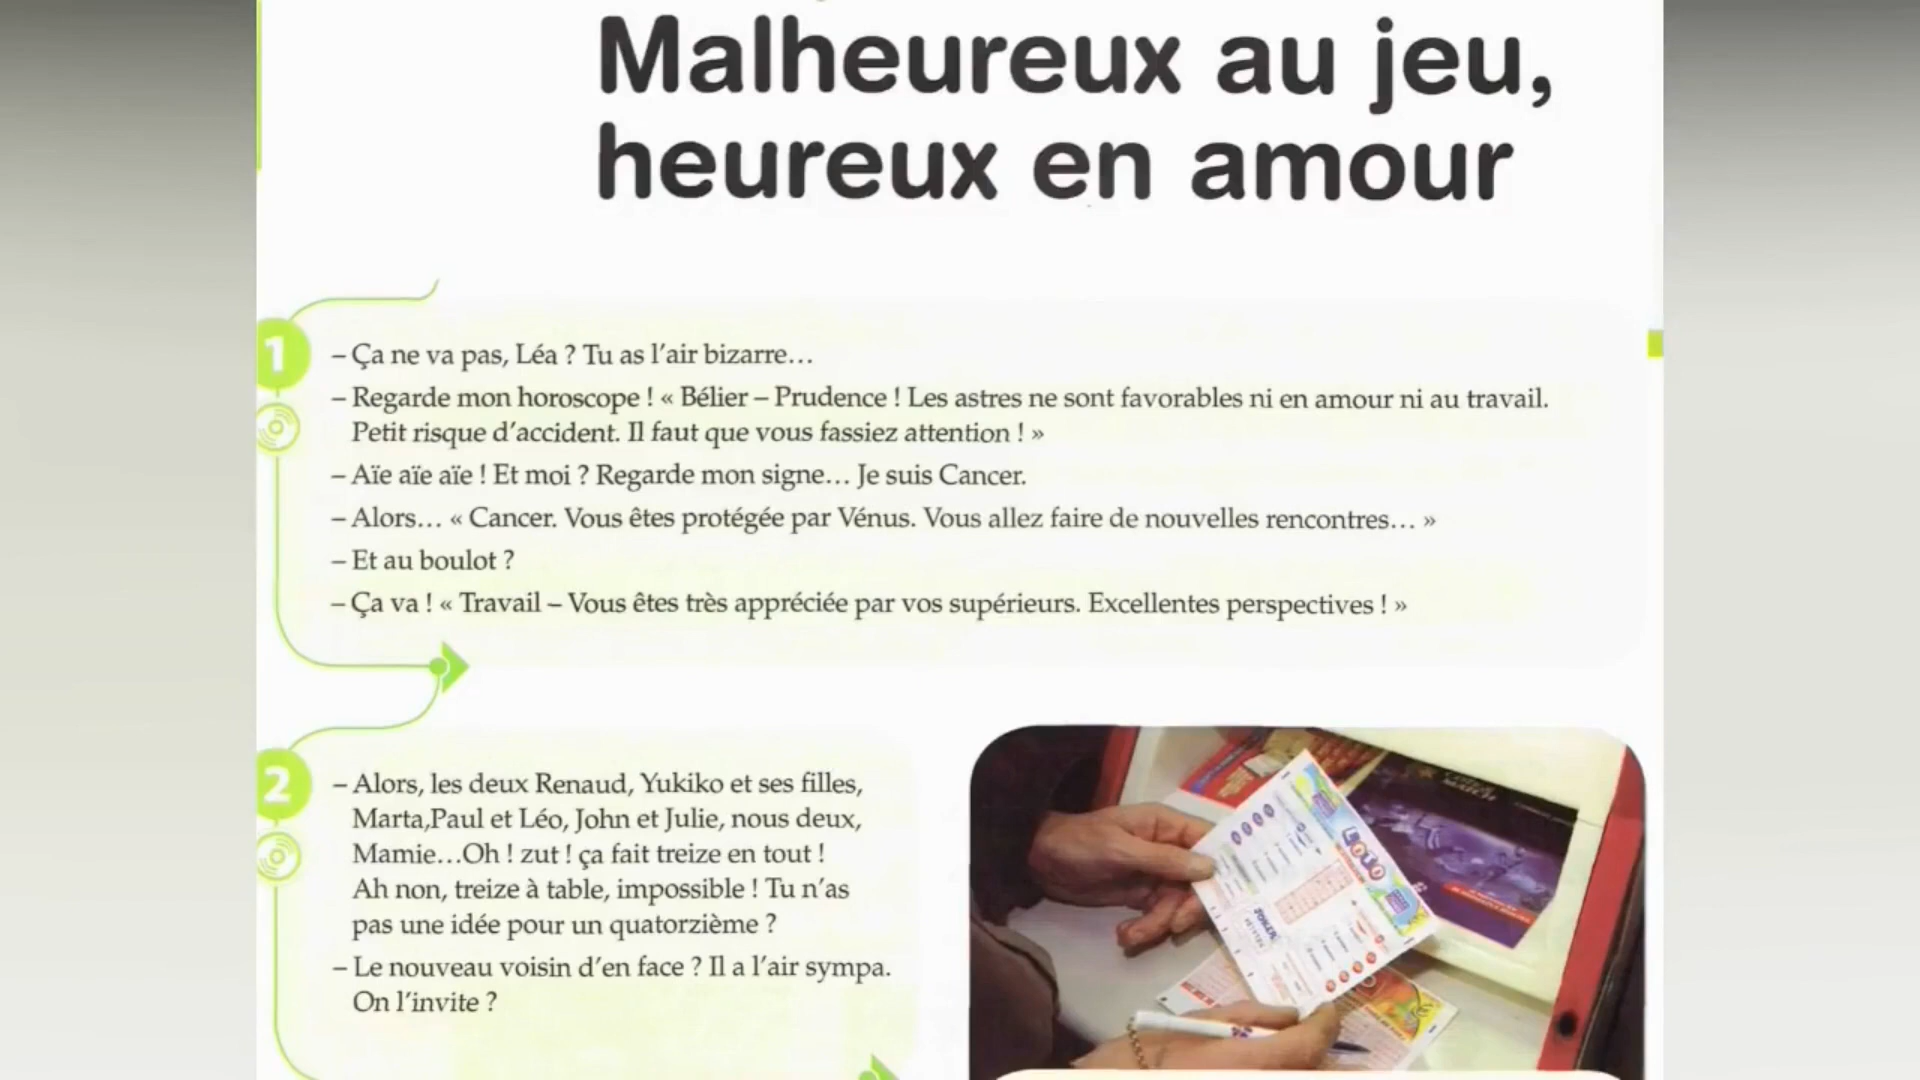 Malheureux au jeu,
heureux en amour
1
– Ça ne va pas, Léa ? Tu as l'air bizarre…
– Regarde mon horoscope ! « Bélier – Prudence ! Les astres ne sont favorables ni en amour ni au travail.
Petit risque d'accident. Il faut que vous fassiez attention ! »
– Aïe aïe aïe ! Et moi ? Regarde mon signe… Je suis Cancer.
– Alors… « Cancer. Vous êtes protégée par Vénus. Vous allez faire de nouvelles rencontres… »
– Et au boulot ?
– Ça va ! « Travail – Vous êtes très appréciée par vos supérieurs. Excellentes perspectives ! »
2
– Alors, les deux Renaud, Yukiko et ses filles,
Marta,Paul et Léo, John et Julie, nous deux,
Mamie…Oh ! zut ! ça fait treize en tout !
Ah non, treize à table, impossible ! Tu n'as
pas une idée pour un quatorzième ?
– Le nouveau voisin d'en face ? Il a l'air sympa.
On l'invite ?
LOTO
JOKER